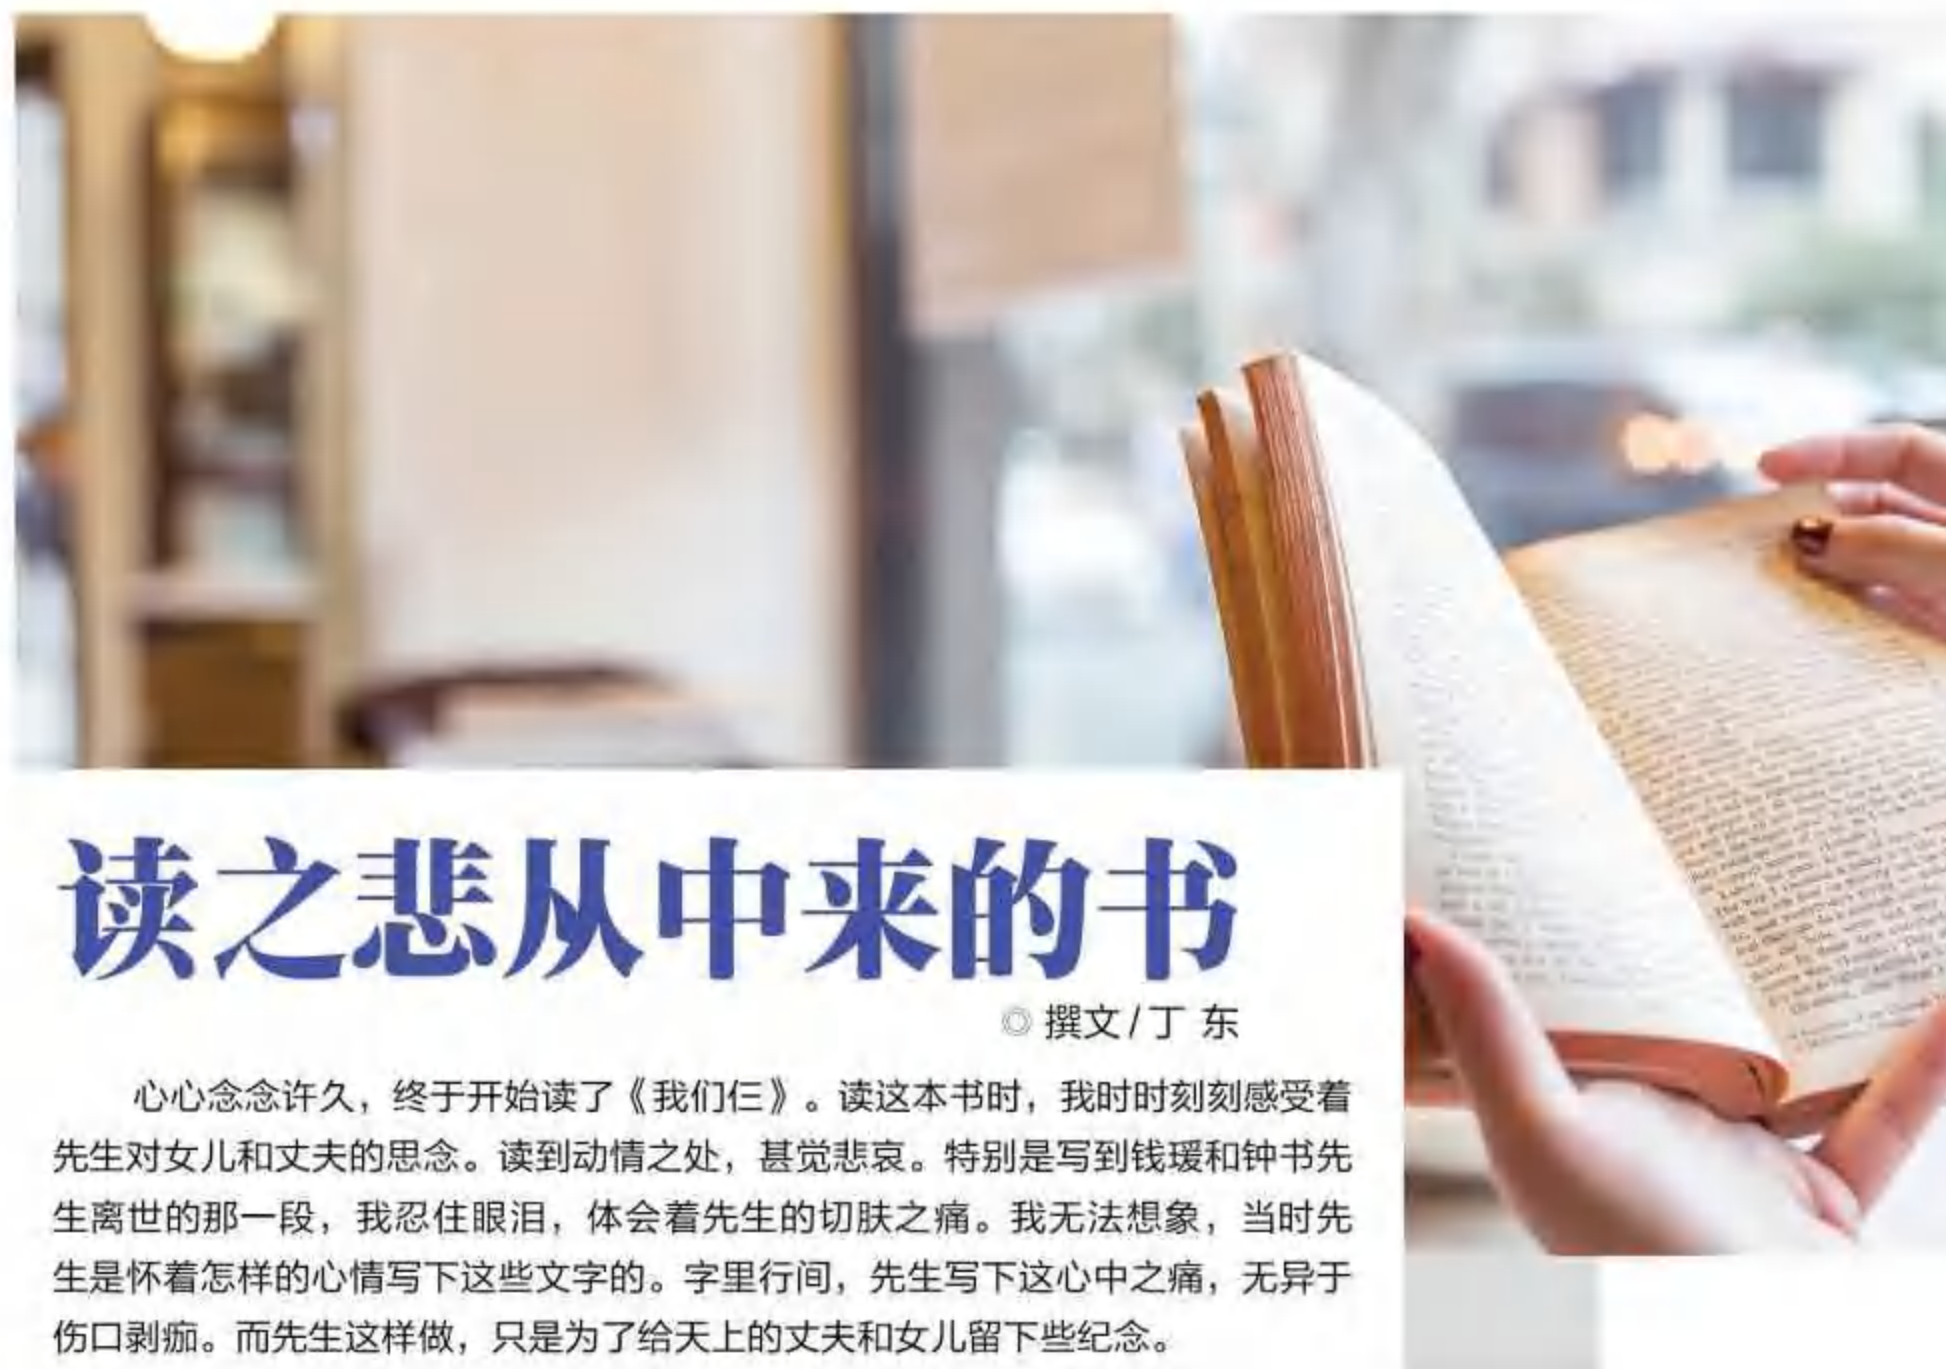 读之悲从中来的书
◎ 撰文/丁 东
心心念念许久，终于开始读了《我们仨》。读这本书时，我时时刻刻感受着
先生对女儿和丈夫的思念。读到动情之处，甚觉悲哀。特别是写到钱瑗和钟书先
生离世的那一段，我忍住眼泪，体会着先生的切肤之痛。我无法想象，当时先
生是怀着怎样的心情写下这些文字的。字里行间，先生写下这心中之痛，无异于
伤口剥痂。而先生这样做，只是为了给天上的丈夫和女儿留下些纪念。